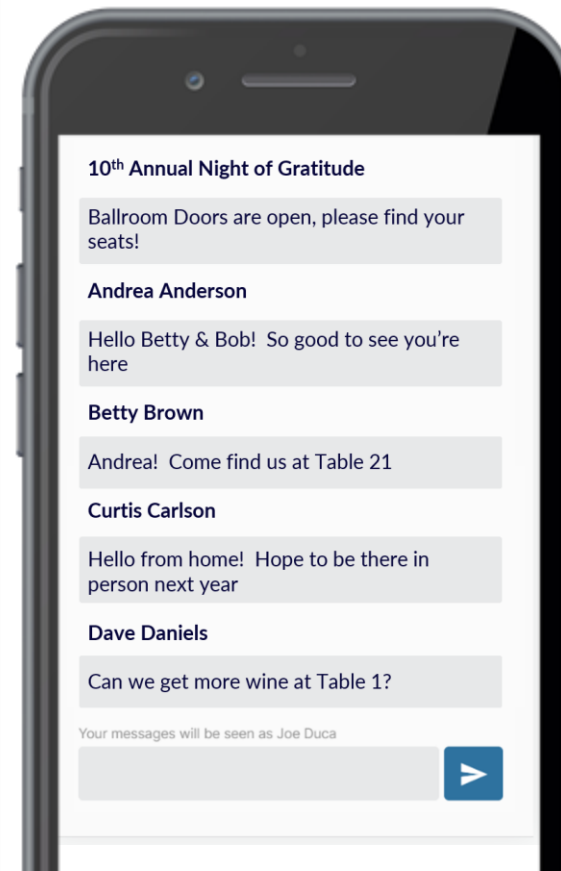 10th Annual Night of Gratitude
Ballroom Doors are open, please find your
seats!
Andrea Anderson
Hello Betty & Bob!  So good to see you’re
here
Betty Brown
Andrea!  Come find us at Table 21
Curtis Carlson
Hello from home!  Hope to be there in
person next year
Dave Daniels
Can we get more wine at Table 1?
Your messages will be seen as Joe Duca